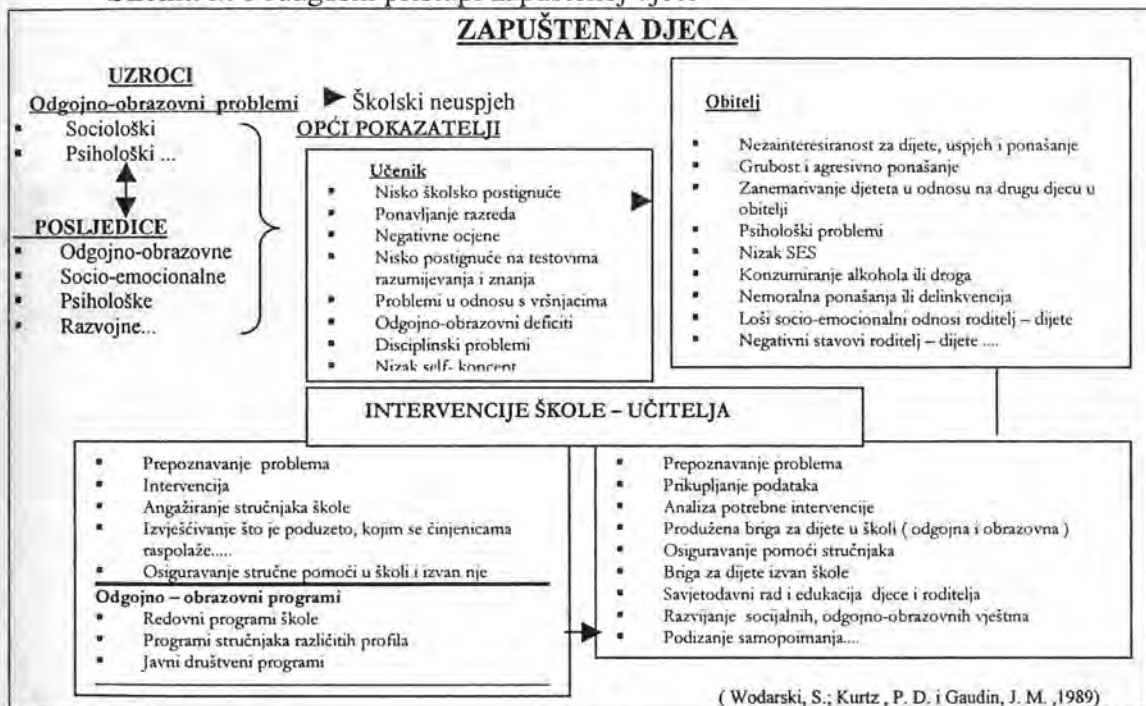 ZAPUŠTENA DJECA
UZROCI
Odgojno-obrazovni problemi
▪ Sociološki
▪ Psihološki ...
POSLJEDICE
▪ Odgojno-obrazovne
▪ Socio-emocionalne
▪ Psihološke
▪ Razvojne...
Školski neuspjeh
OPĆI POKAZATELJI
Učenik
▪ Nisko školsko postignuće
▪ Ponavljanje razreda
▪ Negativne ocjene
▪ Nisko postignuće na testovima
razumijevanja i znanja
▪ Problemi u odnosu s vršnjacima
▪ Odgojno-obrazovni deficiti
▪ Disciplinski problemi
▪ Nizak self- koncept
Obitelj
▪ Nezainteresiranost za dijete, uspjeh i ponašanje
▪ Grubost i agresivno ponašanje
▪ Zanemarivanje djeteta u odnosu na drugu djecu u
obitelji
▪ Psihološki problemi
▪ Nizak SES
▪ Konzumiranje alkohola ili droga
▪ Nemoralna ponašanja ili delinkvencija
▪ Loši socio-emocionalni odnosi roditelj – dijete
▪ Negativni stavovi roditelj – dijete ....
INTERVENCIJE ŠKOLE – UČITELJA
▪ Prepoznavanje problema
▪ Intervencija
▪ Angažiranje stručnjaka škole
▪ Izvješćivanje što je poduzeto, kojim se činjenicama
raspolaže.....
▪ Osiguravanje stručne pomoći u školi i izvan nje
Odgojno – obrazovni programi
▪ Redovni programi škole
▪ Programi stručnjaka različitih profila
▪ Javni društveni programi
▪ Prepoznavanje problema
▪ Prikupljanje podataka
▪ Analiza potrebne intervencije
▪ Produžena briga za dijete u školi ( odgojna i obrazovna )
▪ Osiguravanje pomoći stručnjaka
▪ Briga za dijete izvan škole
▪ Savjetodavni rad i edukacija djece i roditelja
▪ Razvijanje socijalnih, odgojno-obrazovnih vještina
▪ Podizanje samopoimanja....
( Wodarski, S.; Kurtz , P. D. i Gaudin, J. M. ,1989)